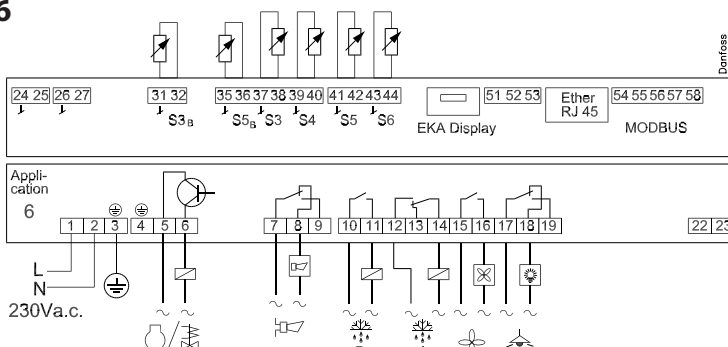 6
Danfoss
24 25 26 27 31 32 35 36 37 38 39 40 41 42 43 44 51 52 53 Ether 54 55 56 57 58
RJ 45
S3B S5B S3 S4 S5 S6
EKA Display MODBUS
Appli-
cation
6
1 2 3 4 5 6 7 8 9 10 11 12 13 14 15 16 17 18 19 22 23
L
N
230Va.c.